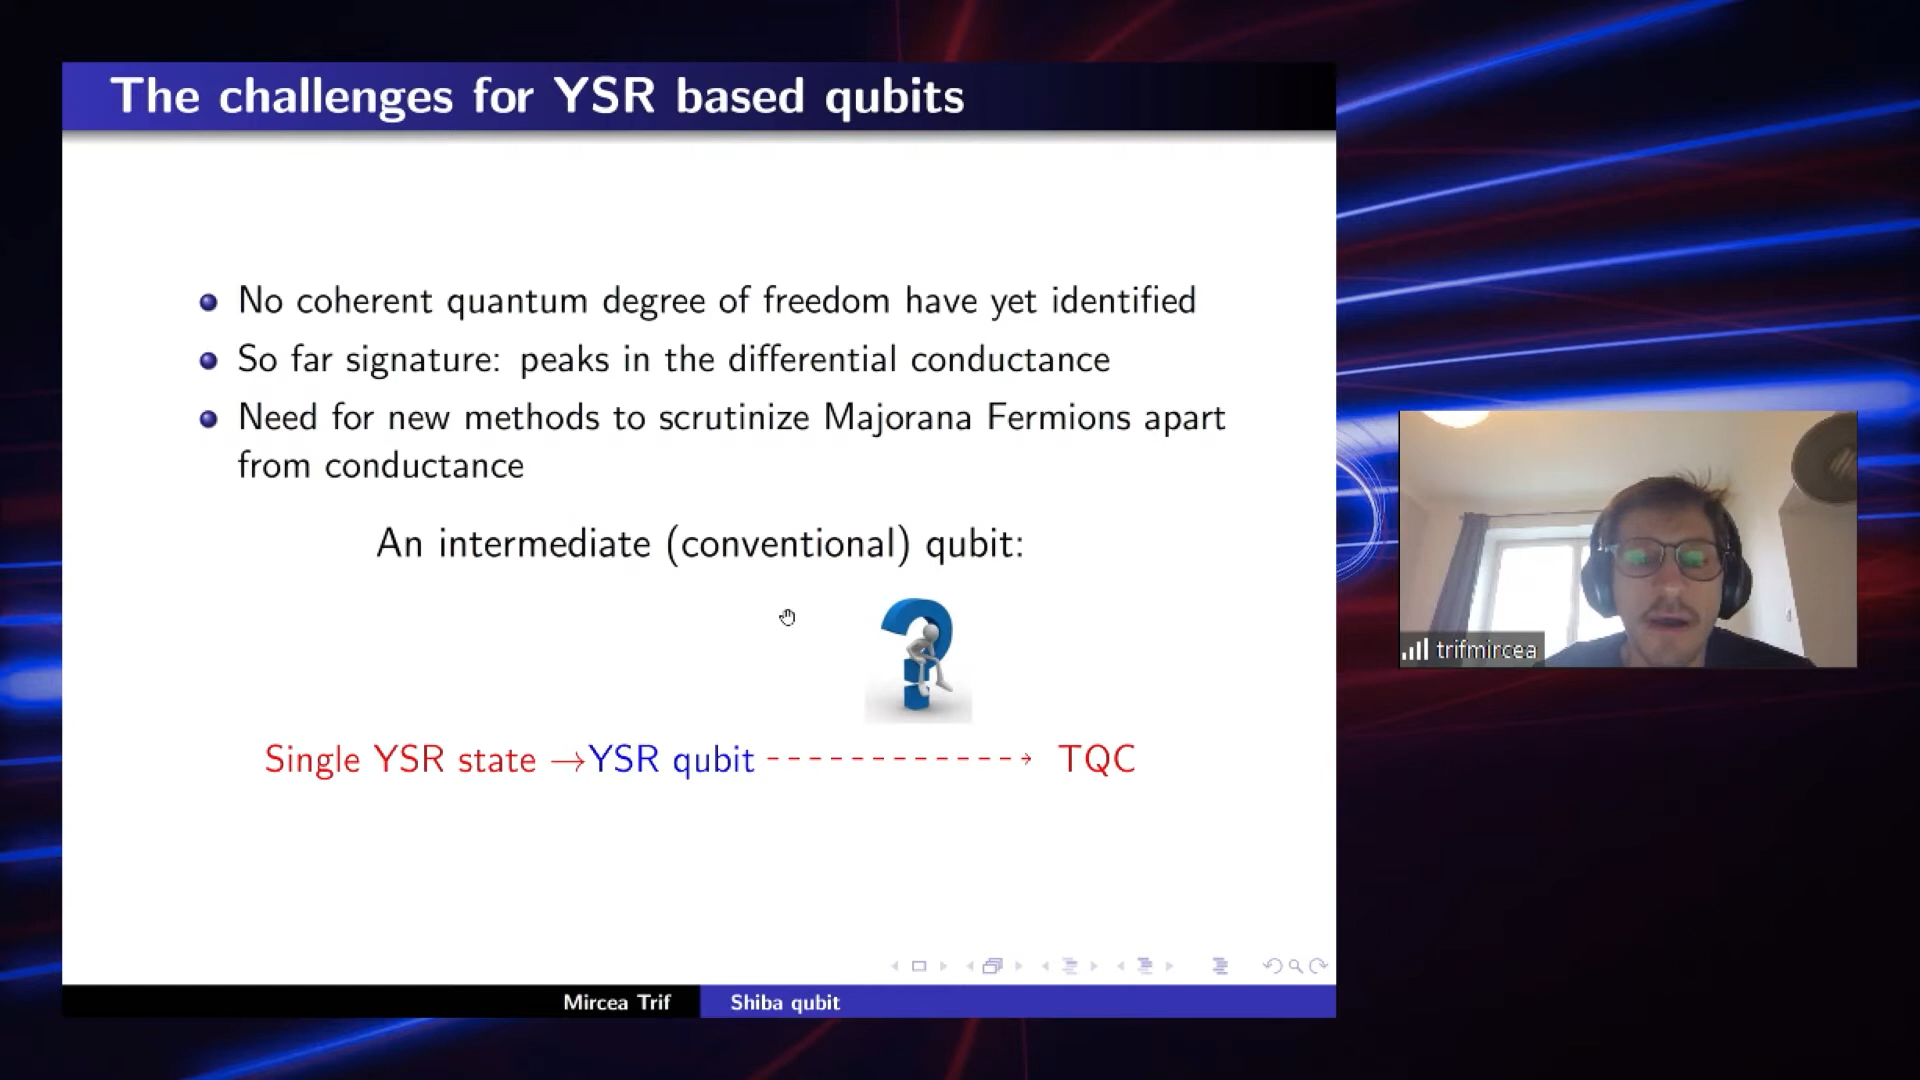 The challenges for YSR based qubits
No coherent quantum degree of freedom have yet identified
So far signature: peaks in the differential conductance
Need for new methods to scrutinize Majorana Fermions apart
from conductance
An intermediate (conventional) qubit:
Single YSR state →YSR qubit - - - - - - - - - - - - → TQC
trifmircea
Mircea Trif
Shiba qubit